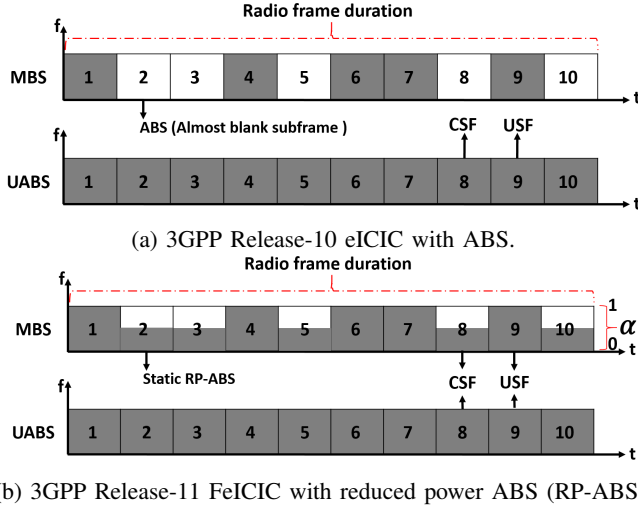 Radio frame duration
f
MBS
1 2 3 4 5 6 7 8 9 10
t
ABS (Almost blank subframe )
CSF USF
f
UABS
1 2 3 4 5 6 7 8 9 10
t
(a) 3GPP Release-10 eICIC with ABS.
Radio frame duration
f
MBS
1 2 3 4 5 6 7 8 9 10
1
α
0
t
Static RP-ABS
CSF USF
f
UABS
1 2 3 4 5 6 7 8 9 10
t
b) 3GPP Release-11 FeICIC with reduced power ABS (RP-ABS